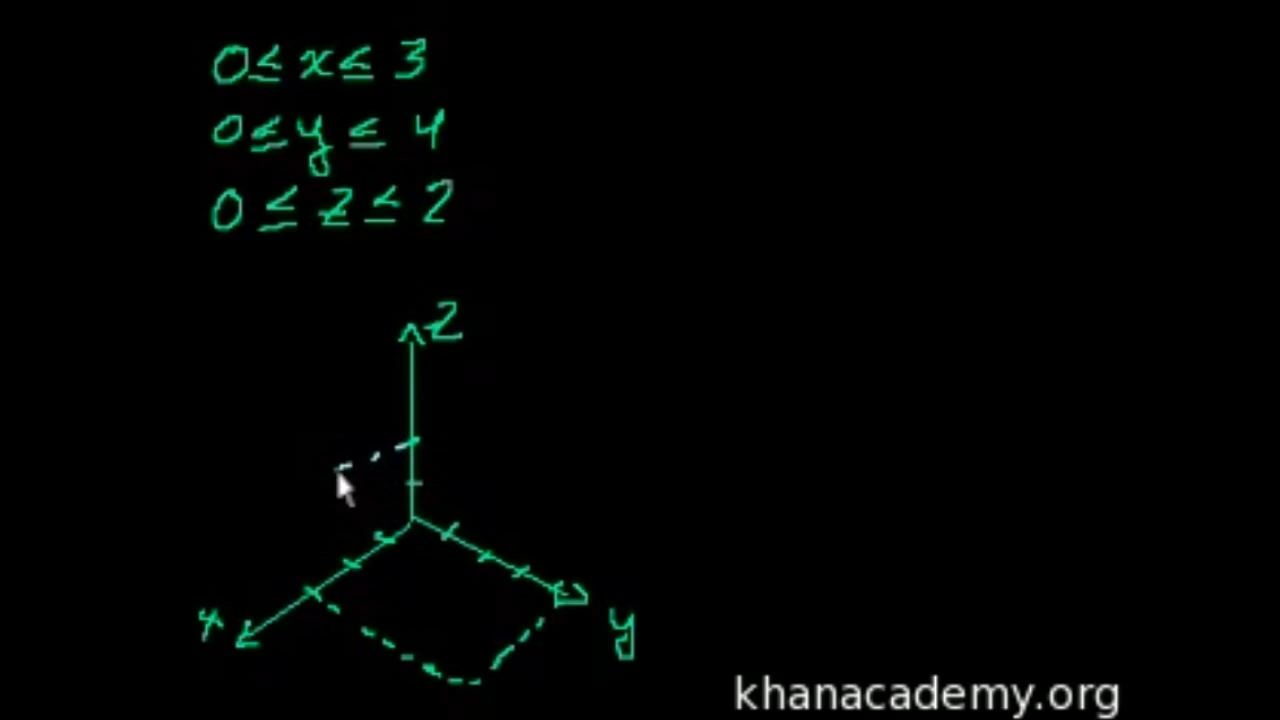 0 ≤ x ≤ 3
0 ≤ y ≤ 4
0 ≤ z ≤ 2
z
x
y
khanacademy.org